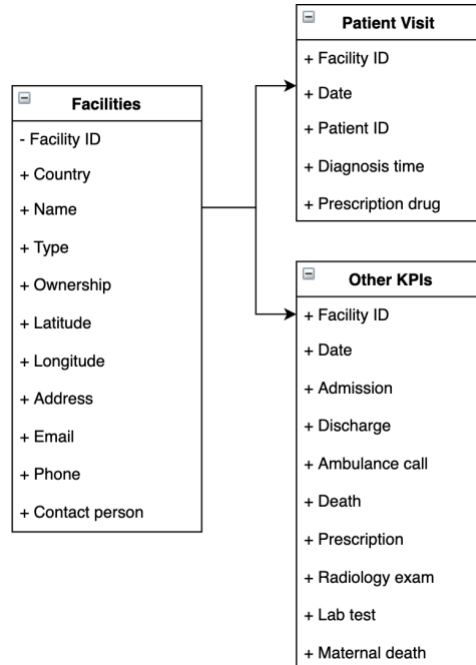 Facilities
- Facility ID
+ Country
+ Name
+ Type
+ Ownership
+ Latitude
+ Longitude
+ Address
+ Email
+ Phone
+ Contact person
Patient Visit
+ Facility ID
+ Date
+ Patient ID
+ Diagnosis time
+ Prescription drug
Other KPIs
+ Facility ID
+ Date
+ Admission
+ Discharge
+ Ambulance call
+ Death
+ Prescription
+ Radiology exam
+ Lab test
+ Maternal death